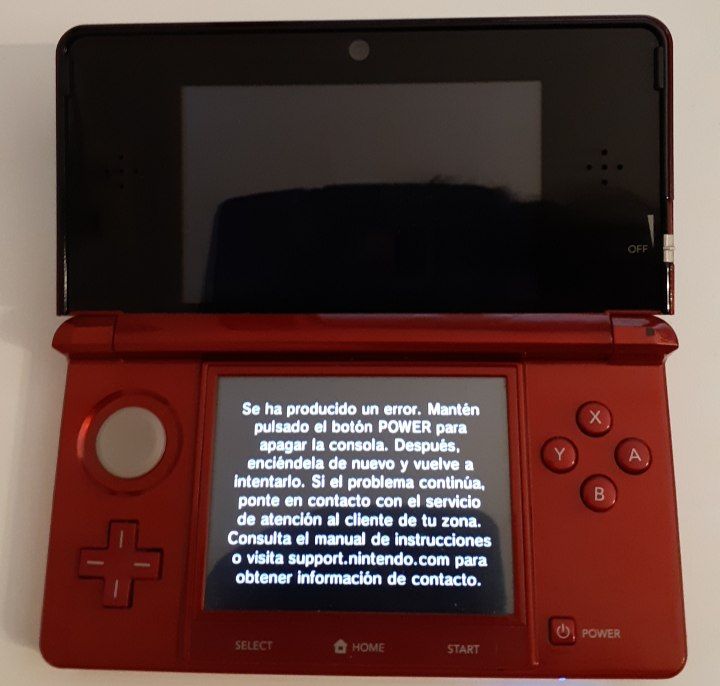 OFF
Se ha producido un error. Mantén
pulsado el botón POWER para
apagar la consola. Después,
enciéndela de nuevo y vuelve a
intentarlo. Si el problema continúa,
ponte en contacto con el servicio
de atención al cliente de tu zona.
Consulta el manual de instrucciones
o visita support.nintendo.com para
obtener información de contacto.
X
Y
A
B
SELECT
HOME
START
POWER